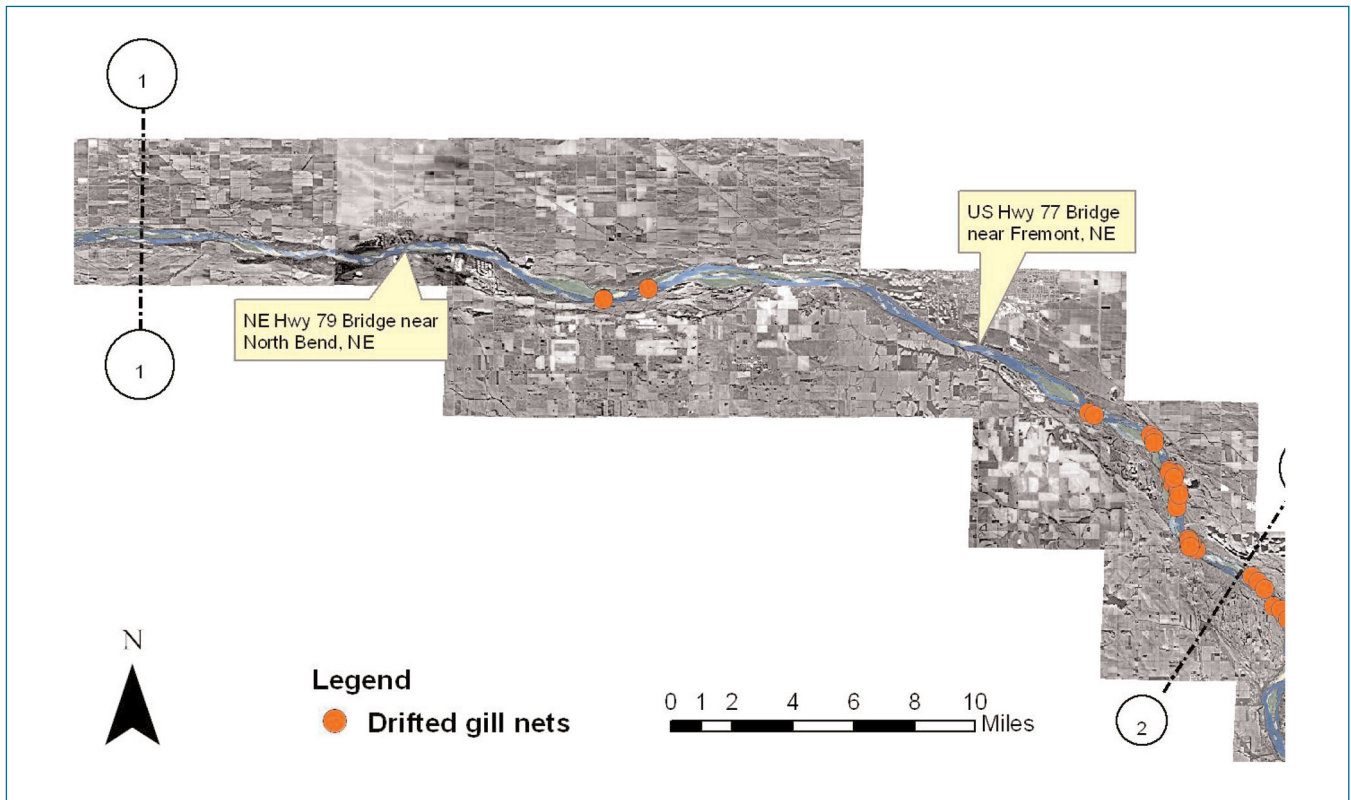 1
US Hwy 77 Bridge
near Fremont, NE
NE Hwy 79 Bridge near
North Bend, NE
1
N
Legend
Drifted gill nets
0 1 2 4 6 8 10
Miles
2